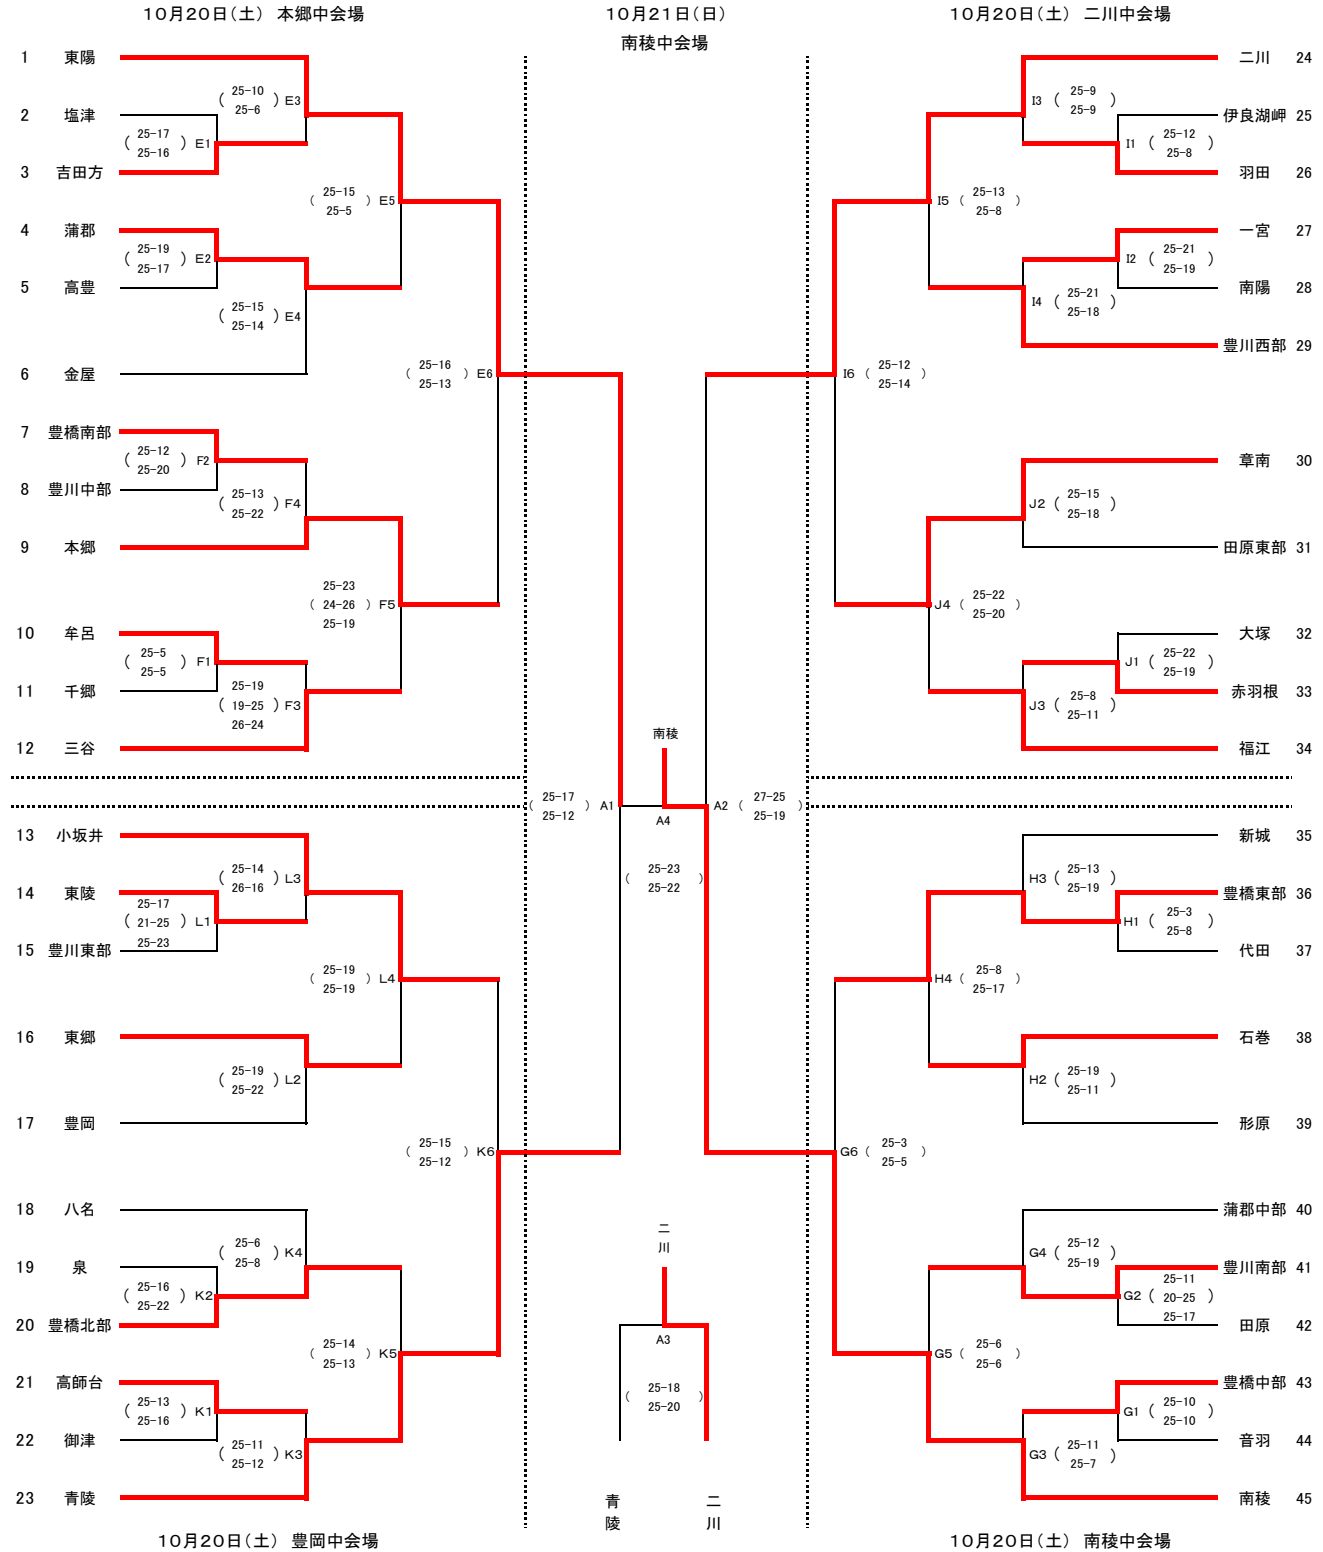 10月20日(土) 本郷中会場
10月21日(日)
南稜中会場
10月20日(土) 二川中会場
1 東陽
2 塩津
3 吉田方
4 蒲郡
5 高豊
6 金屋
7 豊橋南部
8 豊川中部
9 本郷
10 牟呂
11 千郷
12 三谷
( 25-10 25-6 ) E3
( 25-17 25-16 ) E1
( 25-15 25-5 ) E5
( 25-19 25-17 ) E2
( 25-15 25-14 ) E4
( 25-16 25-13 ) E6
( 25-12 25-20 ) F2
( 25-13 25-22 ) F4
( 25-23 24-26 25-19 ) F5
( 25-5 25-5 ) F1
( 25-19 19-25 26-24 ) F3
二川 24
伊良湖岬 25
羽田 26
一宮 27
南陽 28
豊川西部 29
章南 30
田原東部 31
大塚 32
赤羽根 33
福江 34
I3 ( 25-9 25-9 )
I1 ( 25-12 25-8 )
I5 ( 25-13 25-8 )
I2 ( 25-21 25-19 )
I4 ( 25-21 25-18 )
I6 ( 25-12 25-14 )
J2 ( 25-15 25-18 )
J4 ( 25-22 25-20 )
J1 ( 25-22 25-19 )
J3 ( 25-8 25-11 )
南稜
( 25-17 25-12 ) A1
A4
A2 ( 27-25 25-19 )
( 25-23 25-22 )
13 小坂井
14 東陵
15 豊川東部
16 東郷
17 豊岡
18 八名
19 泉
20 豊橋北部
21 高師台
22 御津
23 青陵
( 25-14 26-16 ) L3
( 25-17 21-25 25-23 ) L1
( 25-19 25-19 ) L4
( 25-19 25-22 ) L2
( 25-15 25-12 ) K6
( 25-6 25-8 ) K4
( 25-16 25-22 ) K2
( 25-14 25-13 ) K5
( 25-13 25-16 ) K1
( 25-11 25-12 ) K3
新城 35
豊橋東部 36
代田 37
石巻 38
形原 39
蒲郡中部 40
豊川南部 41
田原 42
豊橋中部 43
音羽 44
南稜 45
H3 ( 25-13 25-19 )
H1 ( 25-3 25-8 )
H4 ( 25-8 25-17 )
H2 ( 25-19 25-11 )
G6 ( 25-3 25-5 )
G4 ( 25-12 25-19 )
G2 ( 25-11 20-25 25-17 )
G5 ( 25-6 25-6 )
G1 ( 25-10 25-10 )
G3 ( 25-11 25-7 )
二川
A3
( 25-18 25-20 )
青陵
二川
10月20日(土) 豊岡中会場
10月20日(土) 南稜中会場